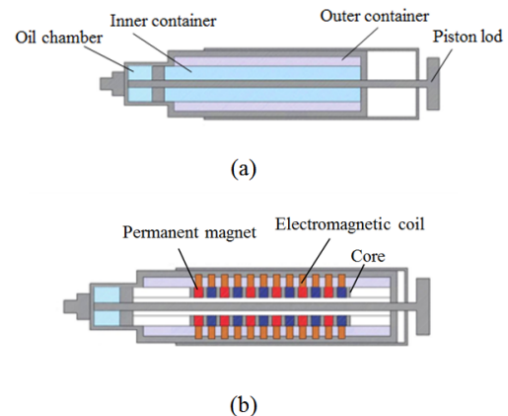 Inner container
Outer container
Oil chamber
Piston lod
(a)
Electromagnetic coil
Permanent magnet
Core
(b)